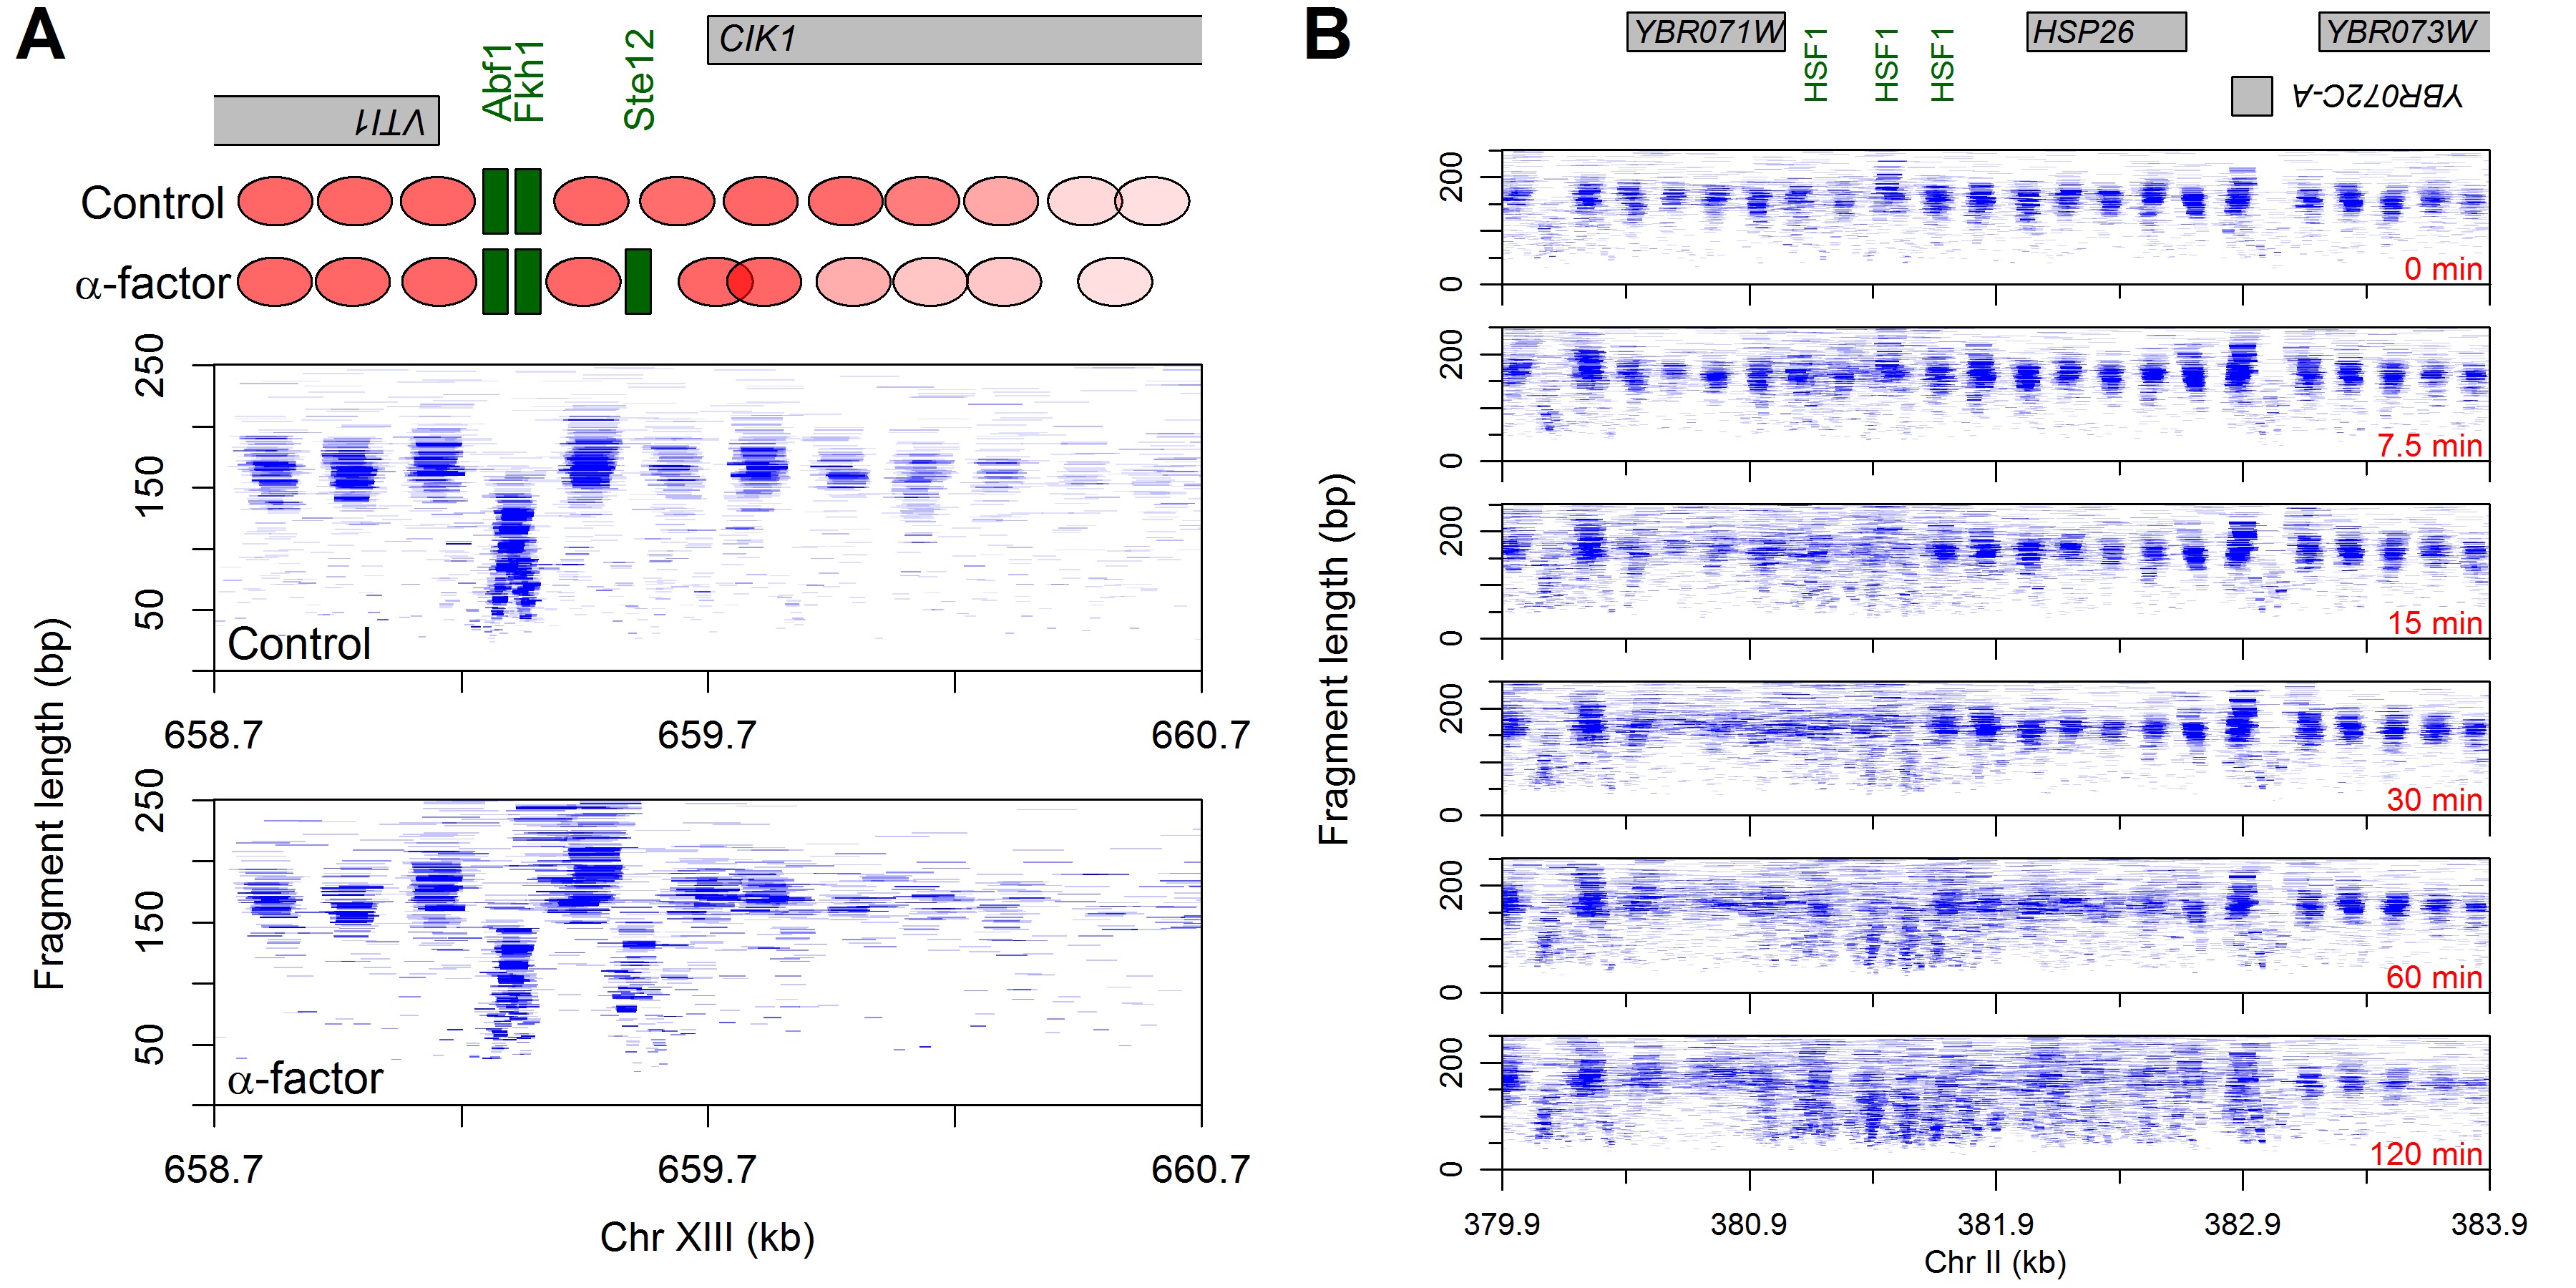 A
CIK1
VTI1
Abf1
Fkh1
Ste12
Control
α-factor
Fragment length (bp)
250
150
50
Control
658.7
659.7
660.7
250
150
50
α-factor
658.7
659.7
660.7
Chr XIII (kb)
B
YBR071W
HSP26
YBR073W
HSF1
HSF1
HSF1
YBR072C-A
Fragment length (bp)
200
0
0 min
200
0
7.5 min
200
0
15 min
200
0
30 min
200
0
60 min
200
0
120 min
379.9
380.9
381.9
382.9
383.9
Chr II (kb)